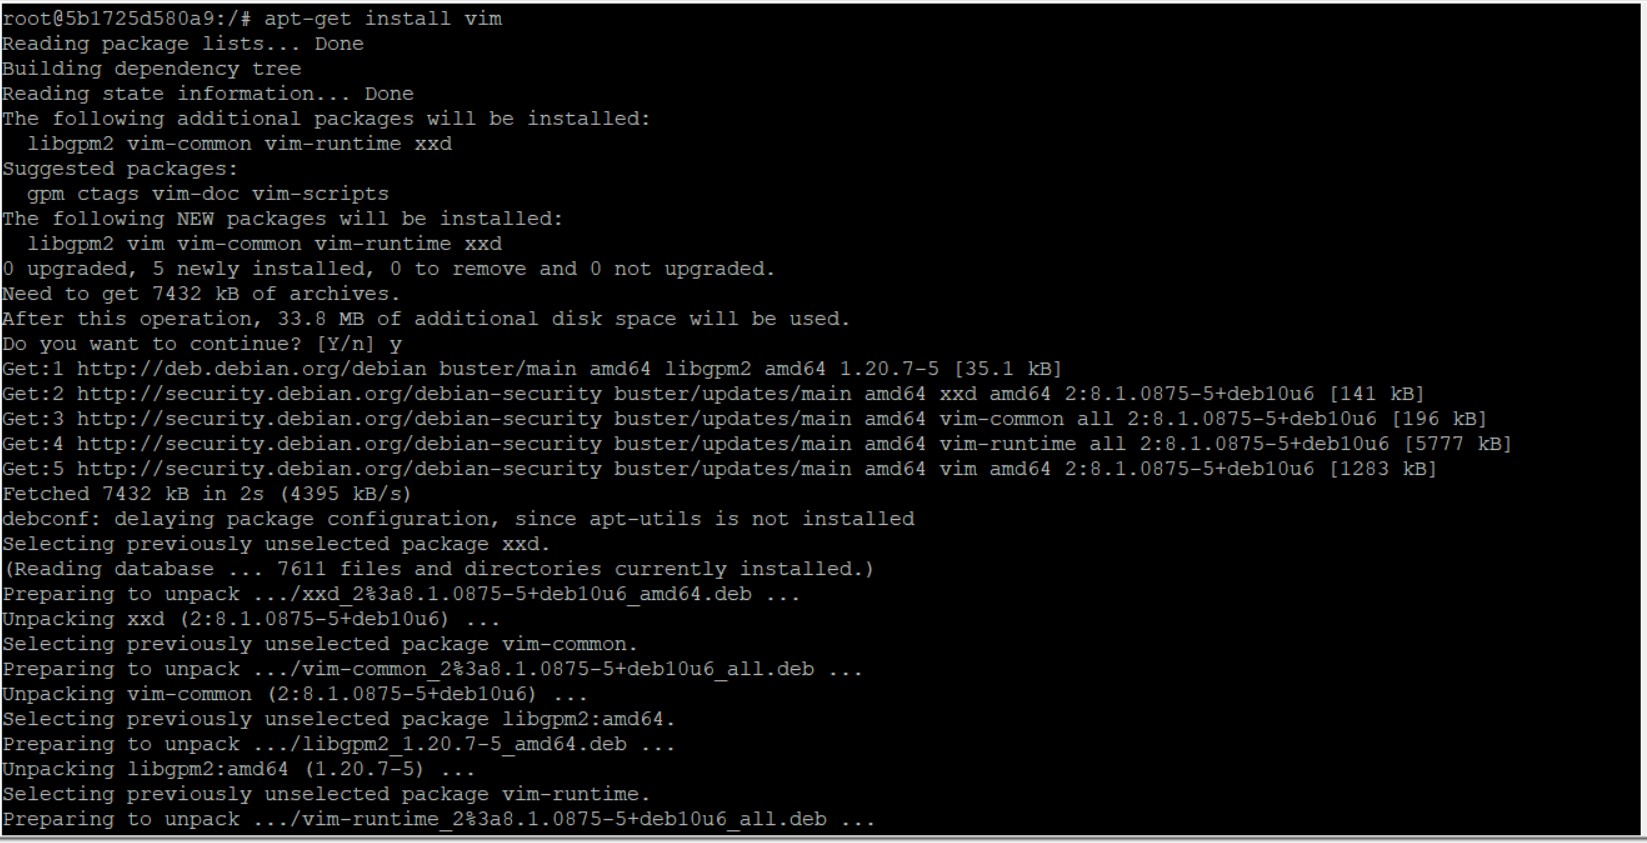 root@5b1725d580a9:/# apt-get install vim
Reading package lists... Done
Building dependency tree
Reading state information... Done
The following additional packages will be installed:
  libgpm2 vim-common vim-runtime xxd
Suggested packages:
  gpm ctags vim-doc vim-scripts
The following NEW packages will be installed:
  libgpm2 vim vim-common vim-runtime xxd
0 upgraded, 5 newly installed, 0 to remove and 0 not upgraded.
Need to get 7432 kB of archives.
After this operation, 33.8 MB of additional disk space will be used.
Do you want to continue? [Y/n] y
Get:1 http://deb.debian.org/debian buster/main amd64 libgpm2 amd64 1.20.7-5 [35.1 kB]
Get:2 http://security.debian.org/debian-security buster/updates/main amd64 xxd amd64 2:8.1.0875-5+deb10u6 [141 kB]
Get:3 http://security.debian.org/debian-security buster/updates/main amd64 vim-common all 2:8.1.0875-5+deb10u6 [196 kB]
Get:4 http://security.debian.org/debian-security buster/updates/main amd64 vim-runtime all 2:8.1.0875-5+deb10u6 [5777 kB]
Get:5 http://security.debian.org/debian-security buster/updates/main amd64 vim amd64 2:8.1.0875-5+deb10u6 [1283 kB]
Fetched 7432 kB in 2s (4395 kB/s)
debconf: delaying package configuration, since apt-utils is not installed
Selecting previously unselected package xxd.
(Reading database ... 7611 files and directories currently installed.)
Preparing to unpack .../xxd_2%3a8.1.0875-5+deb10u6_amd64.deb ...
Unpacking xxd (2:8.1.0875-5+deb10u6) ...
Selecting previously unselected package vim-common.
Preparing to unpack .../vim-common_2%3a8.1.0875-5+deb10u6_all.deb ...
Unpacking vim-common (2:8.1.0875-5+deb10u6) ...
Selecting previously unselected package libgpm2:amd64.
Preparing to unpack .../libgpm2_1.20.7-5_amd64.deb ...
Unpacking libgpm2:amd64 (1.20.7-5) ...
Selecting previously unselected package vim-runtime.
Preparing to unpack .../vim-runtime_2%3a8.1.0875-5+deb10u6_all.deb ...